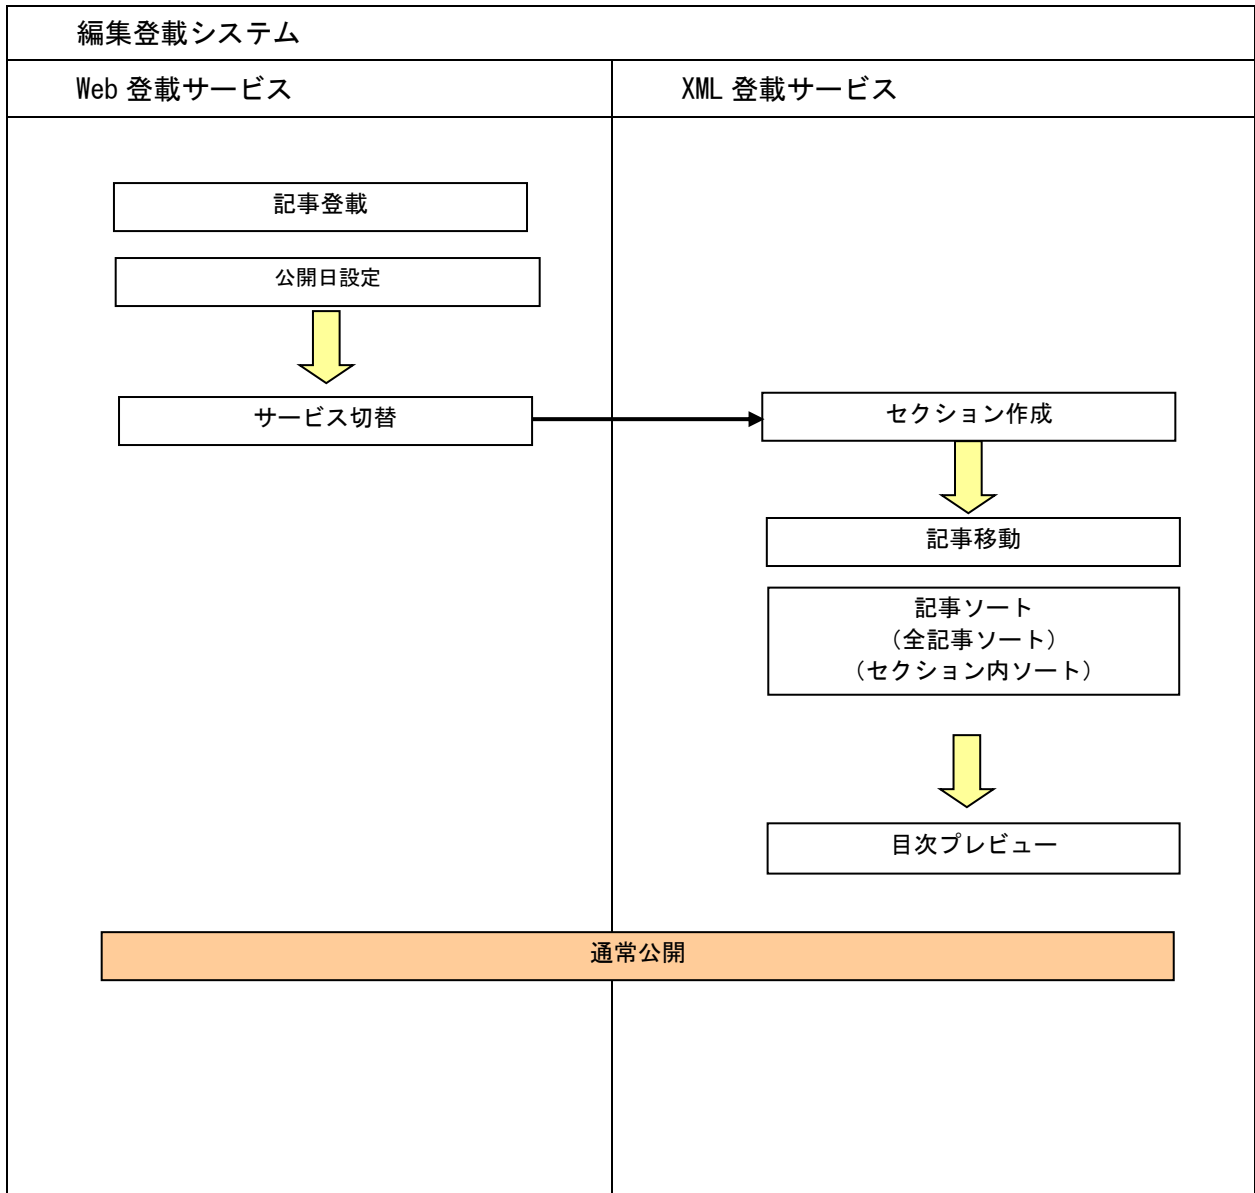 編集登載システム
Web 登載サービス
XML 登載サービス
記事登載
公開日設定
サービス切替
セクション作成
記事移動
記事ソート
（全記事ソート）
（セクション内ソート）
目次プレビュー
通常公開